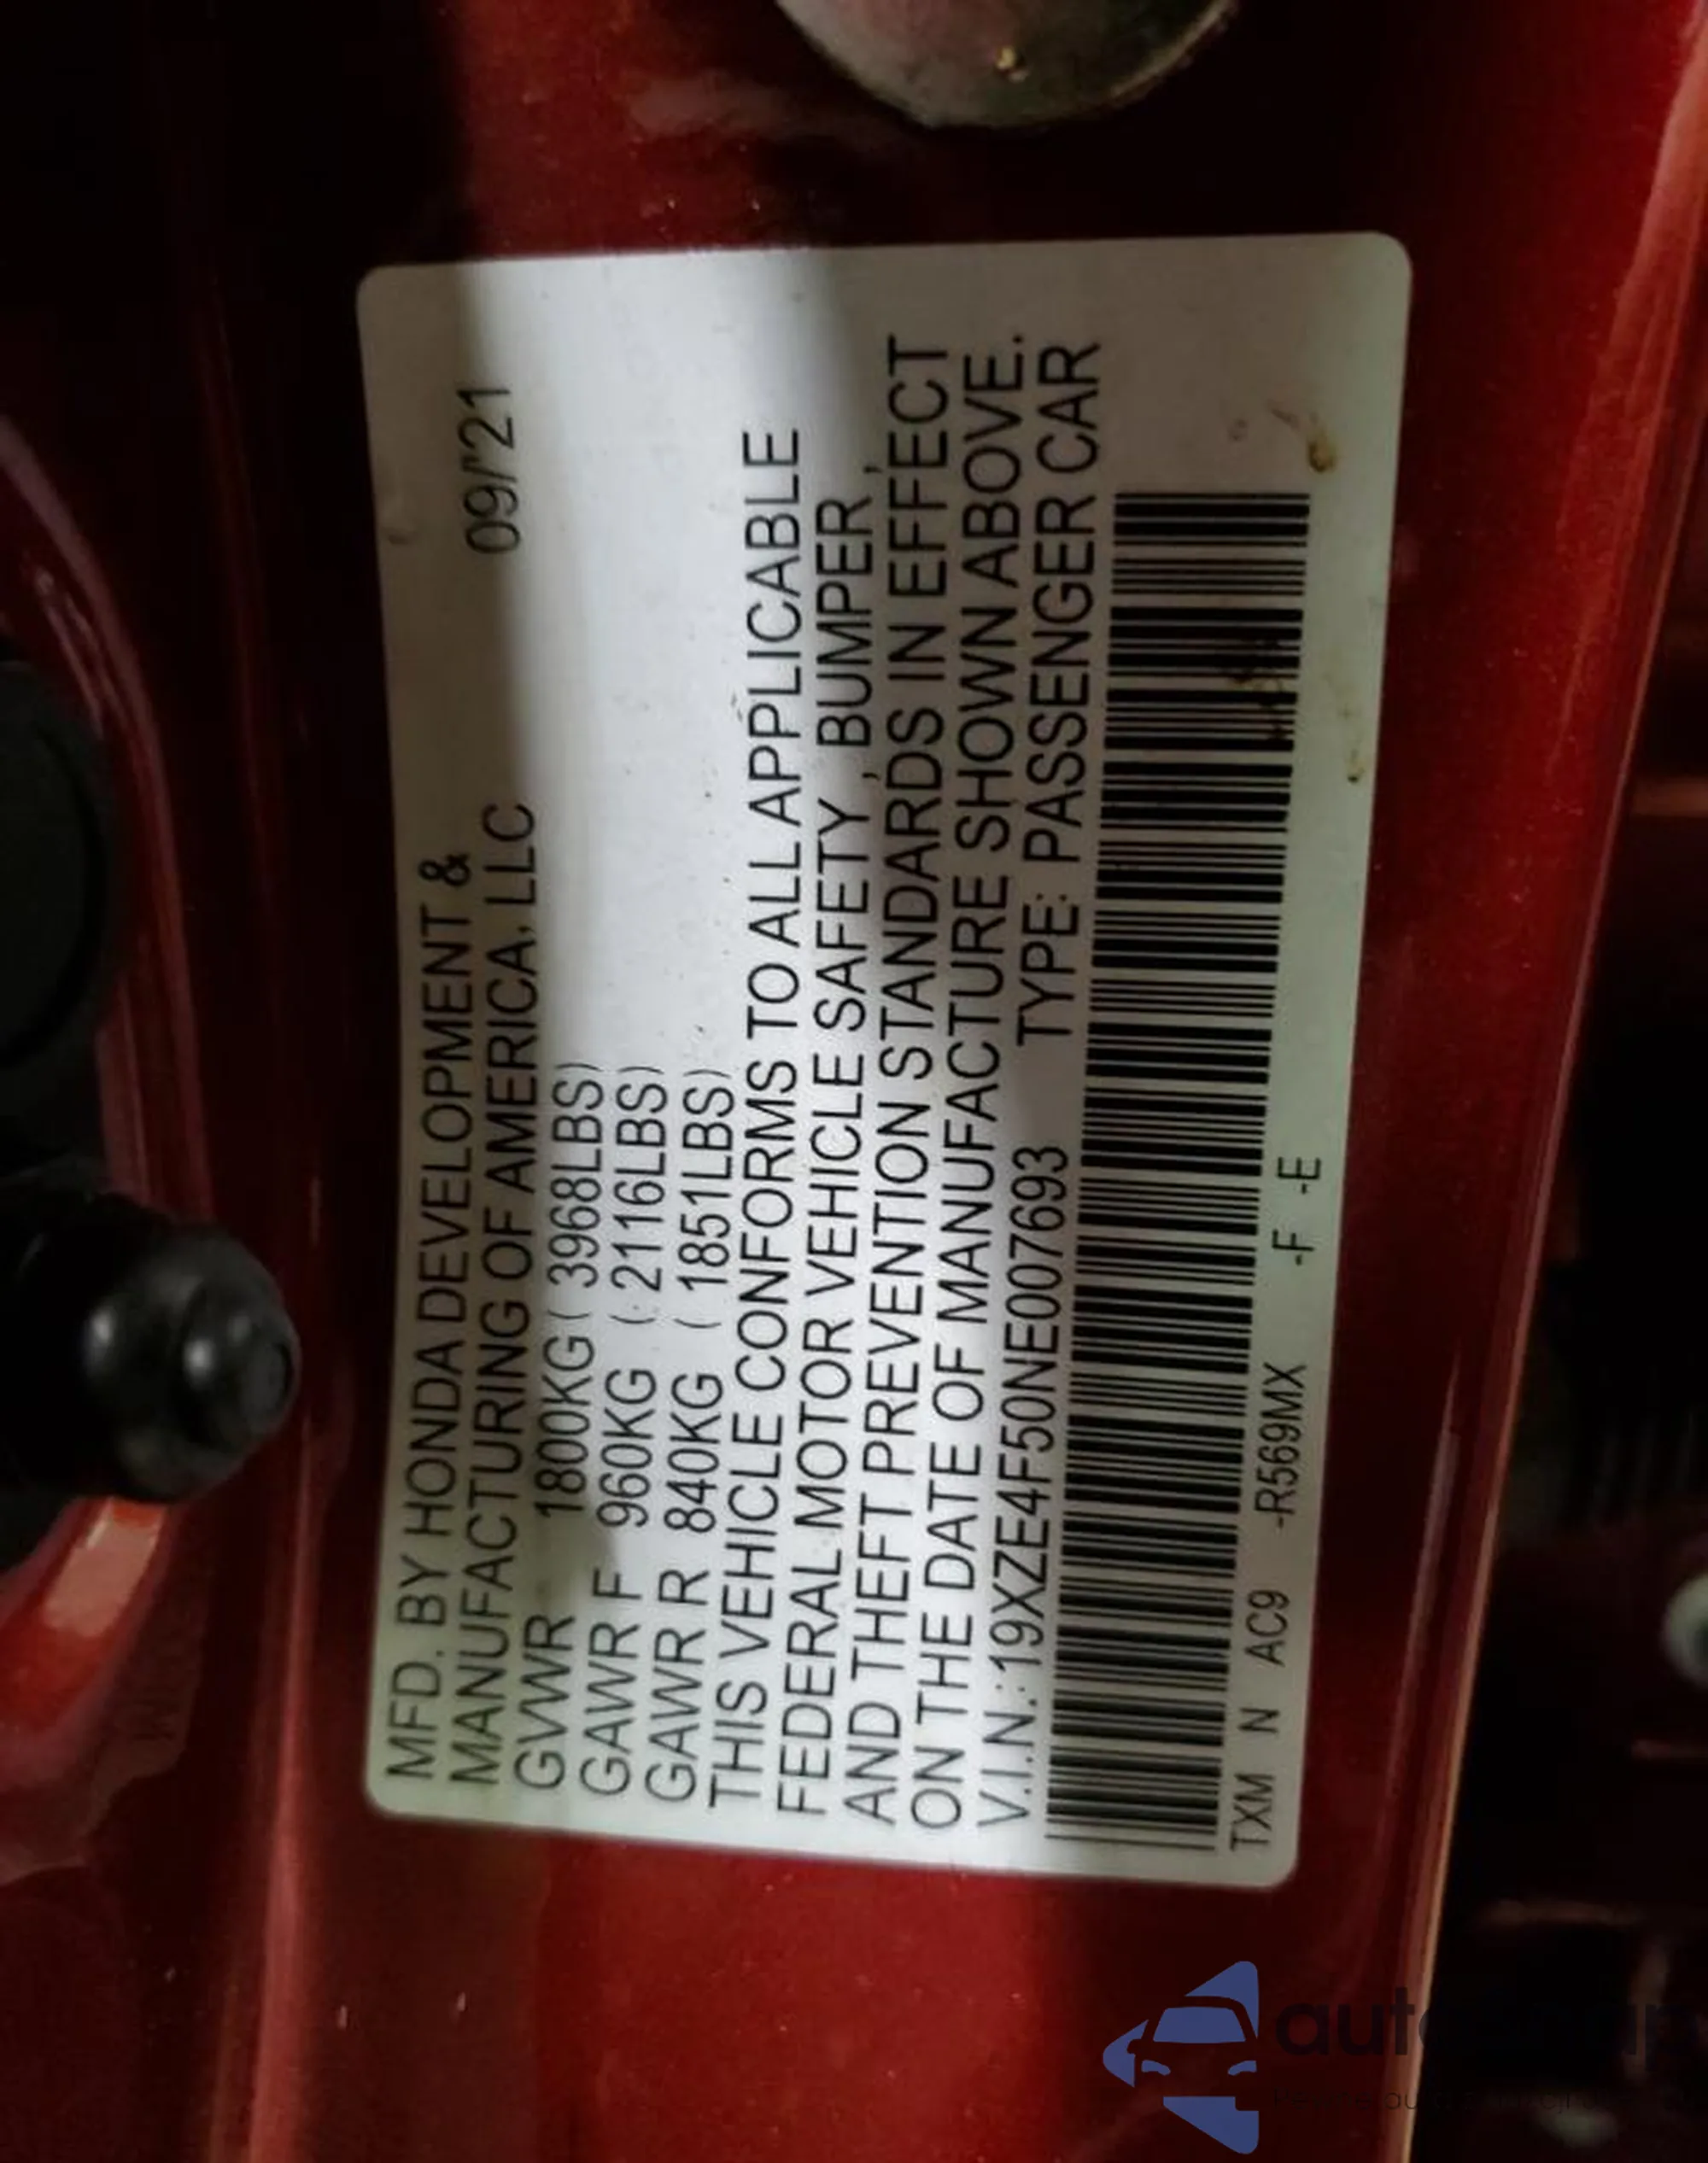 MFD. BY HONDA DEVELOPMENT &
MANUFACTURING OF AMERICA, LLC 09/'21
GVWR 1800KG ( 3968LBS)
GAWR F 960KG ( 2116LBS)
GAWR R 840KG ( 1851LBS)
THIS VEHICLE CONFORMS TO ALL APPLICABLE
FEDERAL MOTOR VEHICLE SAFETY , BUMPER ,
AND THEFT PREVENTION STANDARDS IN EFFECT
ON THE DATE OF MANUFACTURE SHOWN ABOVE.
V.I.N.: 19XZE4F50NE007693 TYPE: PASSENGER CAR
TXM N AC9 -R569MX -F -E